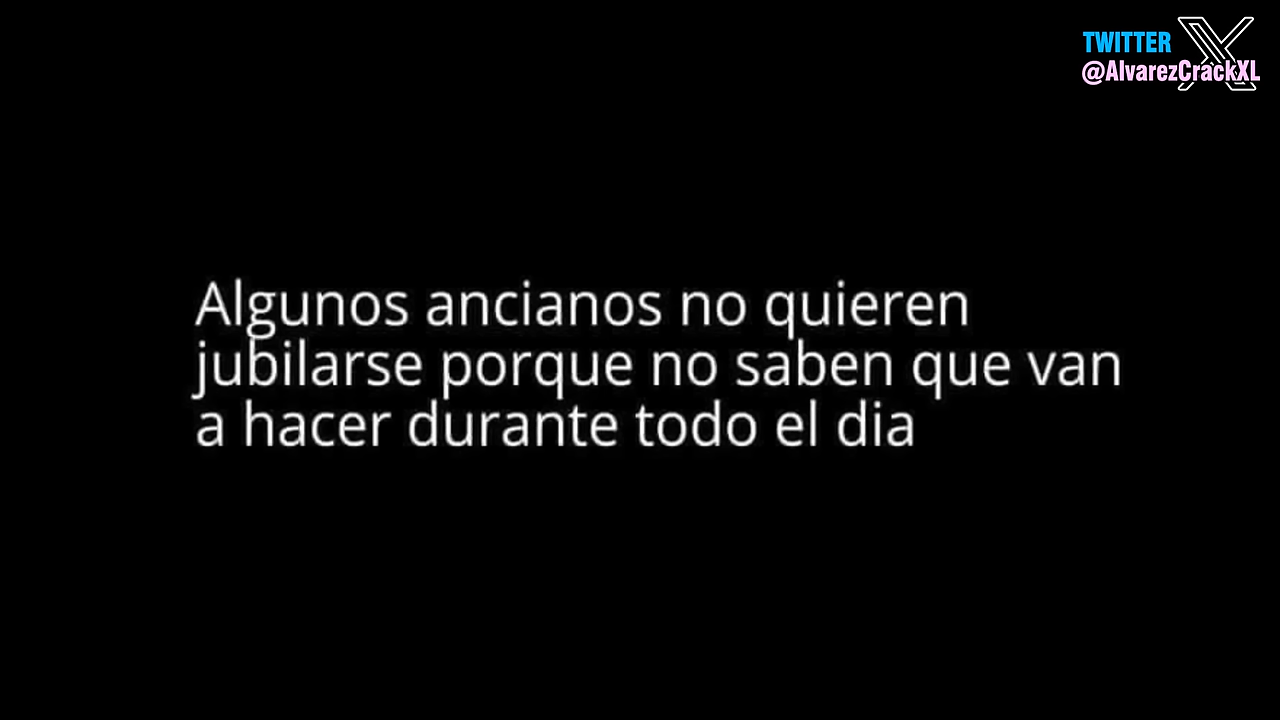 TWITTER
@AlvarezCrackXL
Algunos ancianos no quieren
jubilarse porque no saben que van
a hacer durante todo el dia